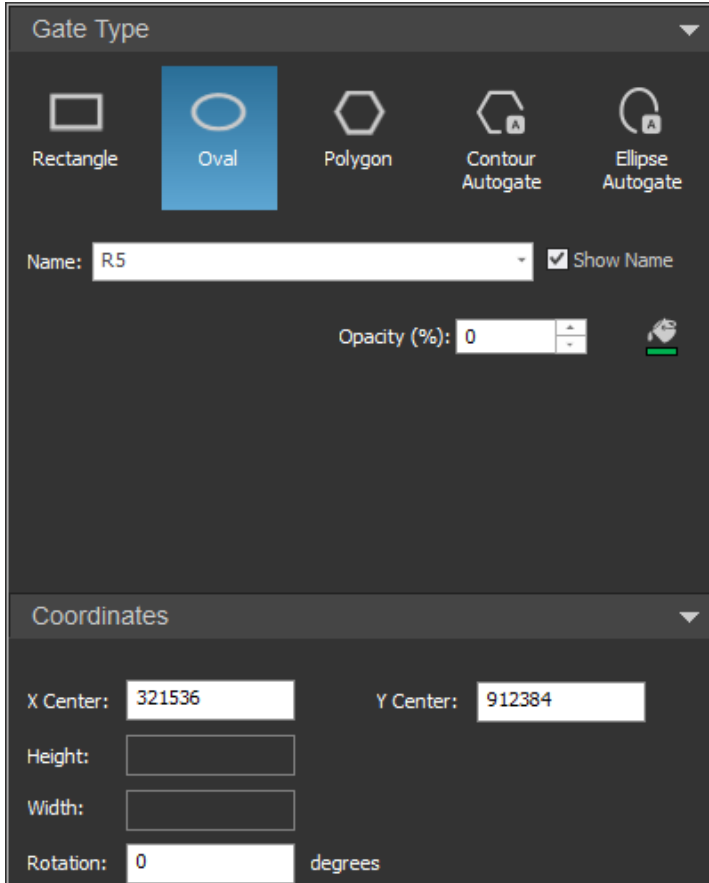 Gate Type
Rectangle
Oval
Polygon
Contour
Autogate
Ellipse
Autogate
A
A
Name: R5 Show Name
Opacity (%): 0
Coordinates
X Center: 321536 Y Center: 912384
Height:
Width:
Rotation: 0 degrees